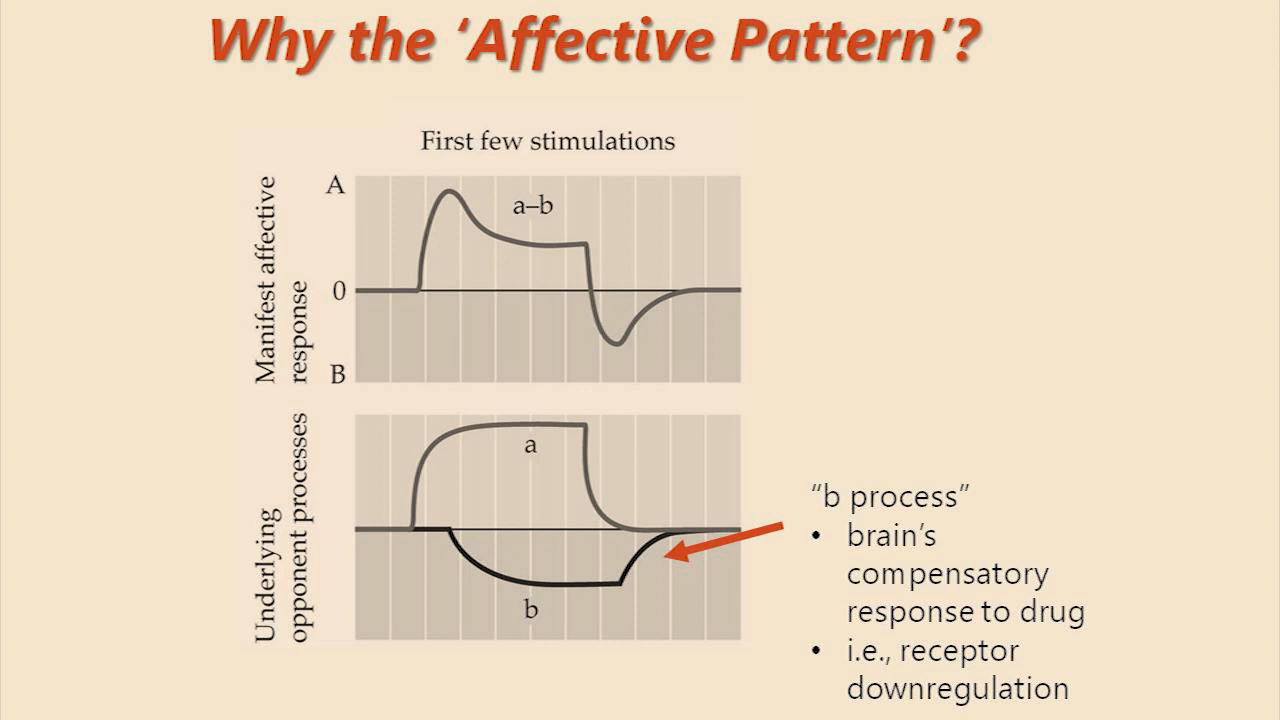 Why the ‘Affective Pattern’?
First few stimulations
Manifest affective
response
A
0
B
a–b
Underlying
opponent processes
a
b
“b process”
• brain’s
compensatory
response to drug
• i.e., receptor
downregulation